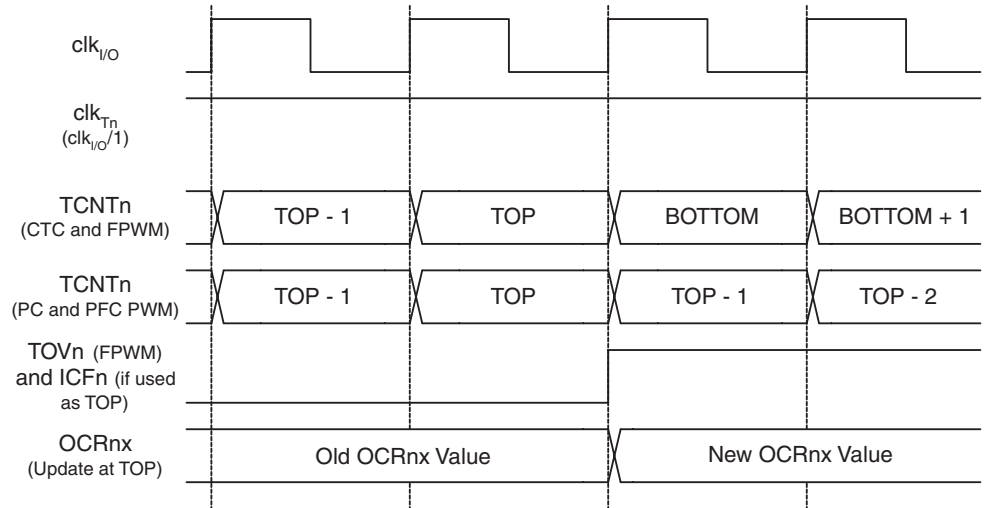 clkI/O
clkTn
(clkI/O/1)
TCNTn
(CTC and FPWM)
TOP - 1
TOP
BOTTOM
BOTTOM + 1
TCNTn
(PC and PFC PWM)
TOP - 1
TOP
TOP - 1
TOP - 2
TOVn (FPWM)
and ICFn (if used
as TOP)
OCRnx
(Update at TOP)
Old OCRnx Value
New OCRnx Value